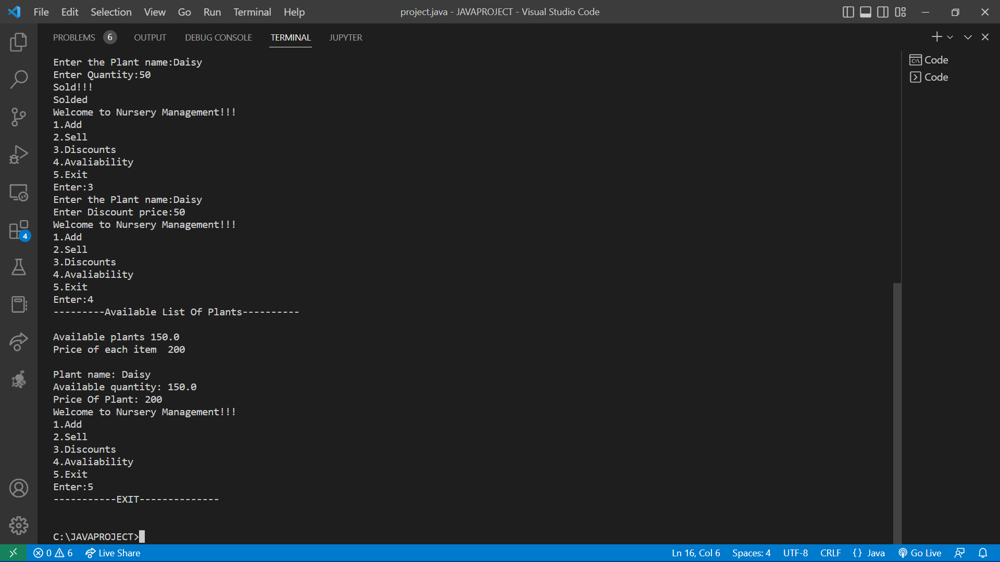 File Edit Selection View Go Run Terminal Help project.java - JAVAPROJECT - Visual Studio Code
PROBLEMS 6 OUTPUT DEBUG CONSOLE TERMINAL JUPYTER
Enter the Plant name:Daisy
Enter Quantity:50
Sold!!!
Solded
Welcome to Nursery Management!!!
1.Add
2.Sell
3.Discounts
4.Avaliability
5.Exit
Enter:3
Enter the Plant name:Daisy
Enter Discount price:50
Welcome to Nursery Management!!!
1.Add
2.Sell
3.Discounts
4.Avaliability
5.Exit
Enter:4
---------Available List Of Plants----------
Available plants 150.0
Price of each item  200
Plant name: Daisy
Available quantity: 150.0
Price Of Plant: 200
Welcome to Nursery Management!!!
1.Add
2.Sell
3.Discounts
4.Avaliability
5.Exit
Enter:5
-----------EXIT--------------
C:\JAVAPROJECT>
Code
Code
4
0 6 Live Share Ln 16, Col 6 Spaces: 4 UTF-8 CRLF {} Java Go Live